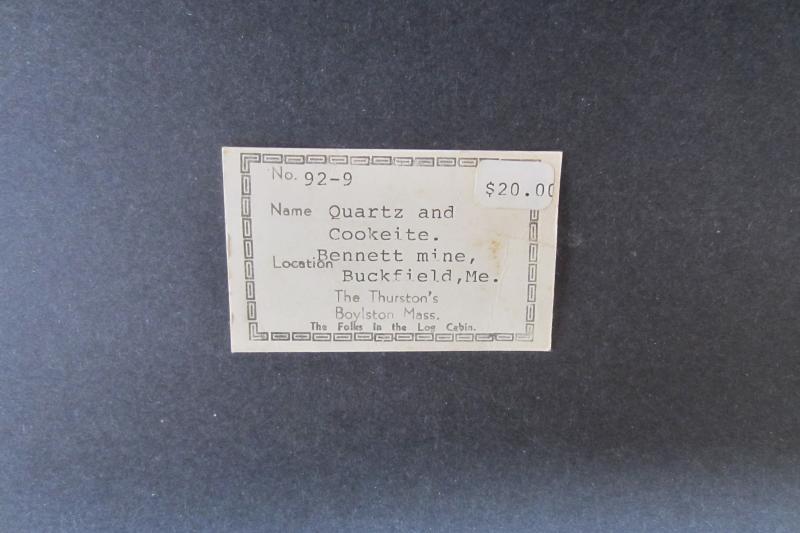 No. 92-9
$20.00
Name Quartz and
Cookeite.
Location Bennett mine,
Buckfield,Me.
The Thurston's
Boylston Mass.
The Folks in the Log Cabin.